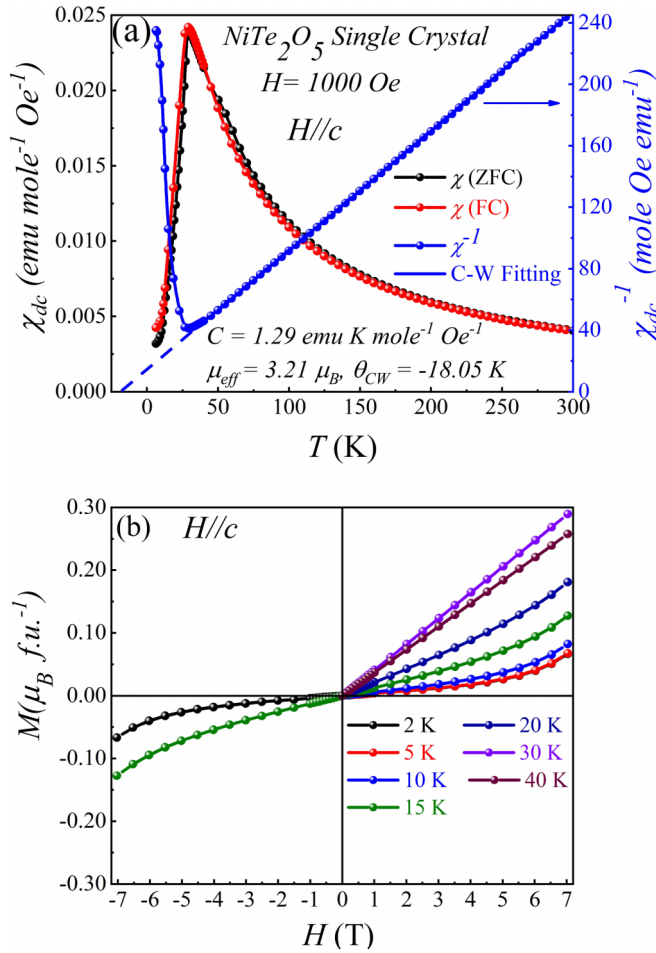 (a)
NiTe2O5 Single Crystal
H= 1000 Oe
H//c
χ (ZFC)
χ (FC)
χ-1
C-W Fitting
C = 1.29 emu K mole-1 Oe-1
μeff = 3.21 μB, θCW = -18.05 K
χdc (emu mole-1 Oe-1)
0.025
0.020
0.015
0.010
0.005
0.000
χdc-1 (mole Oe emu-1)
240
200
160
120
80
40
0
0 50 100 150 200 250 300
T (K)
(b)
H//c
M(μB f.u.-1)
0.30
0.20
0.10
0.00
-0.10
-0.20
-0.30
2 K 20 K
5 K 30 K
10 K 40 K
15 K
-7 -6 -5 -4 -3 -2 -1 0 1 2 3 4 5 6 7
H (T)